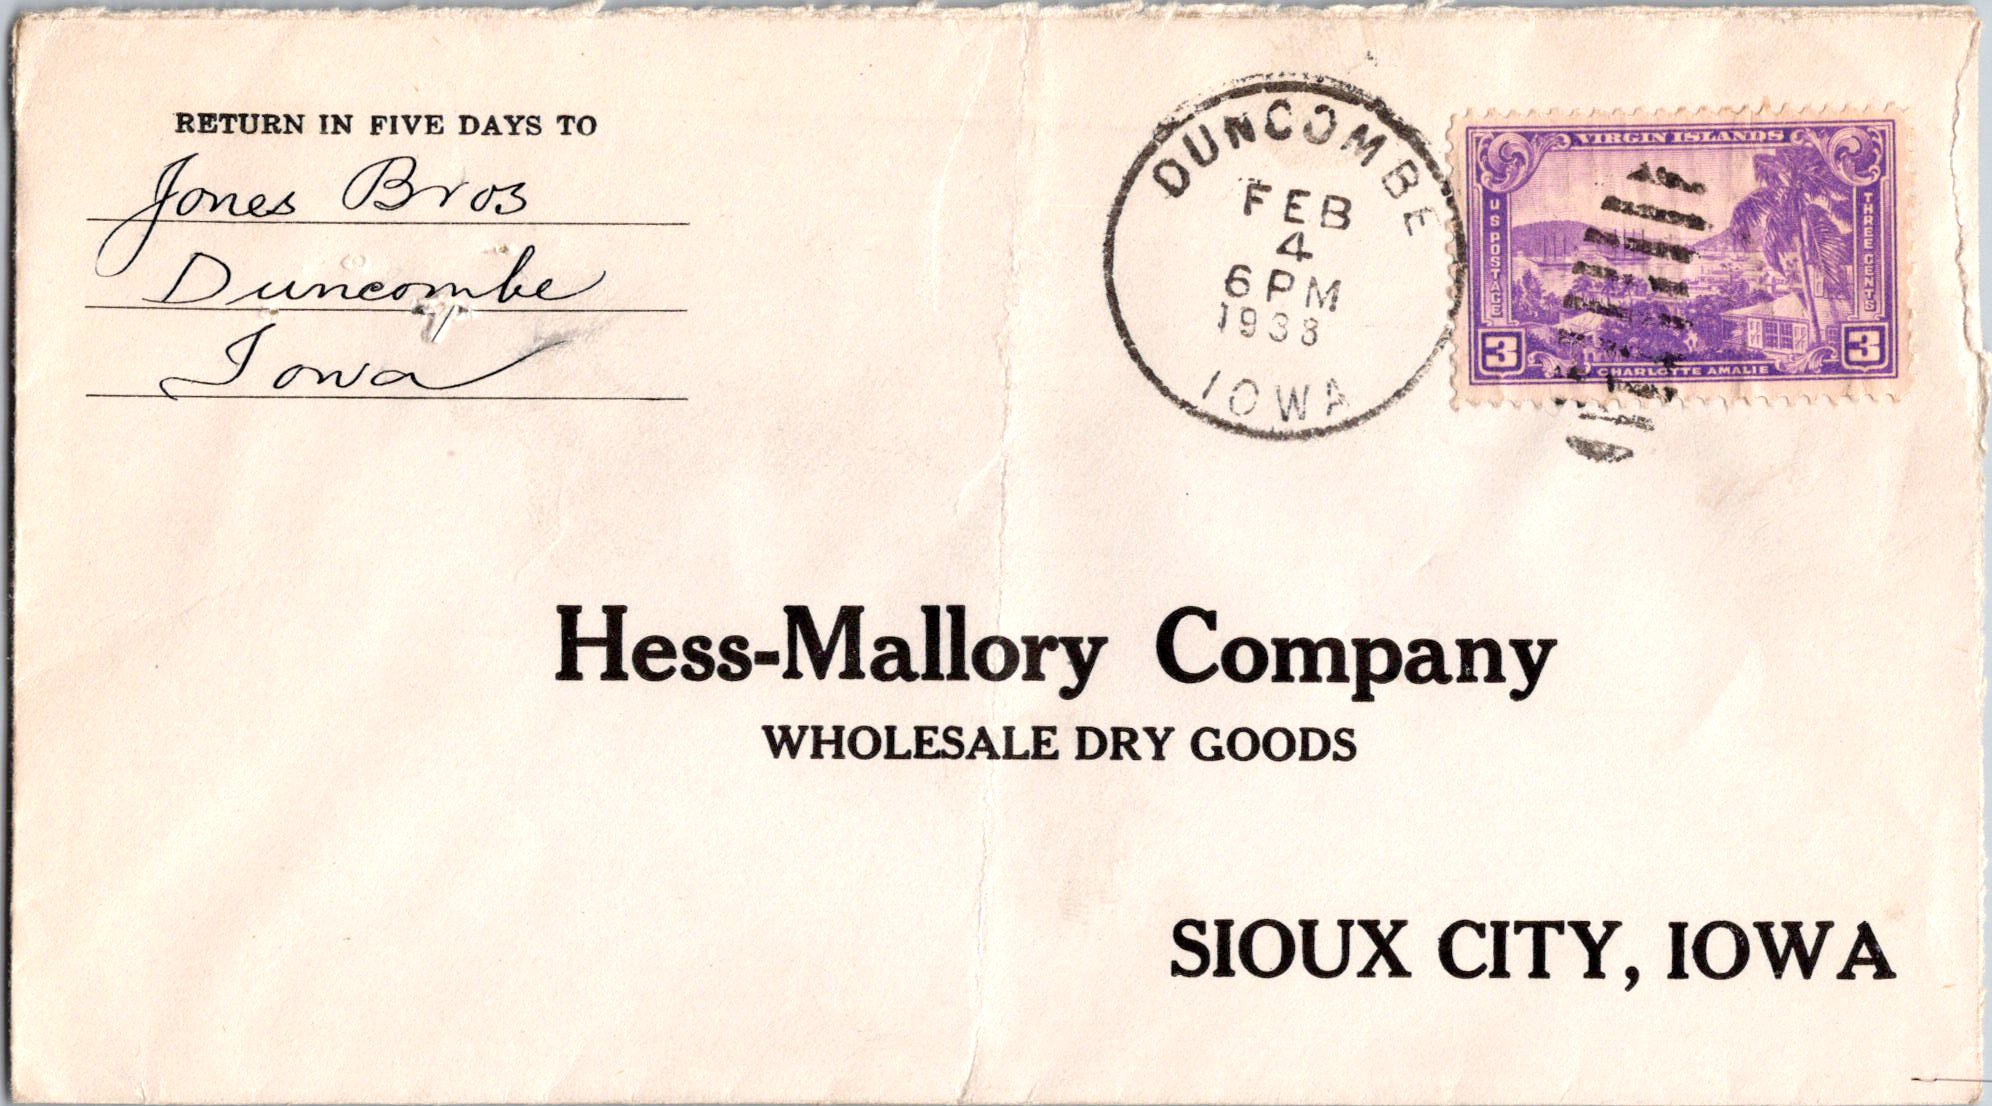 RETURN IN FIVE DAYS TO
Jones Bros
Duncombe
Iowa
DUNCOMBE
FEB
4
6 PM
1938
IOWA
VIRGIN ISLANDS
U S POSTAGE
THREE CENTS
3
CHARLOTTE AMALIE
3
Hess-Mallory Company
WHOLESALE DRY GOODS
SIOUX CITY, IOWA